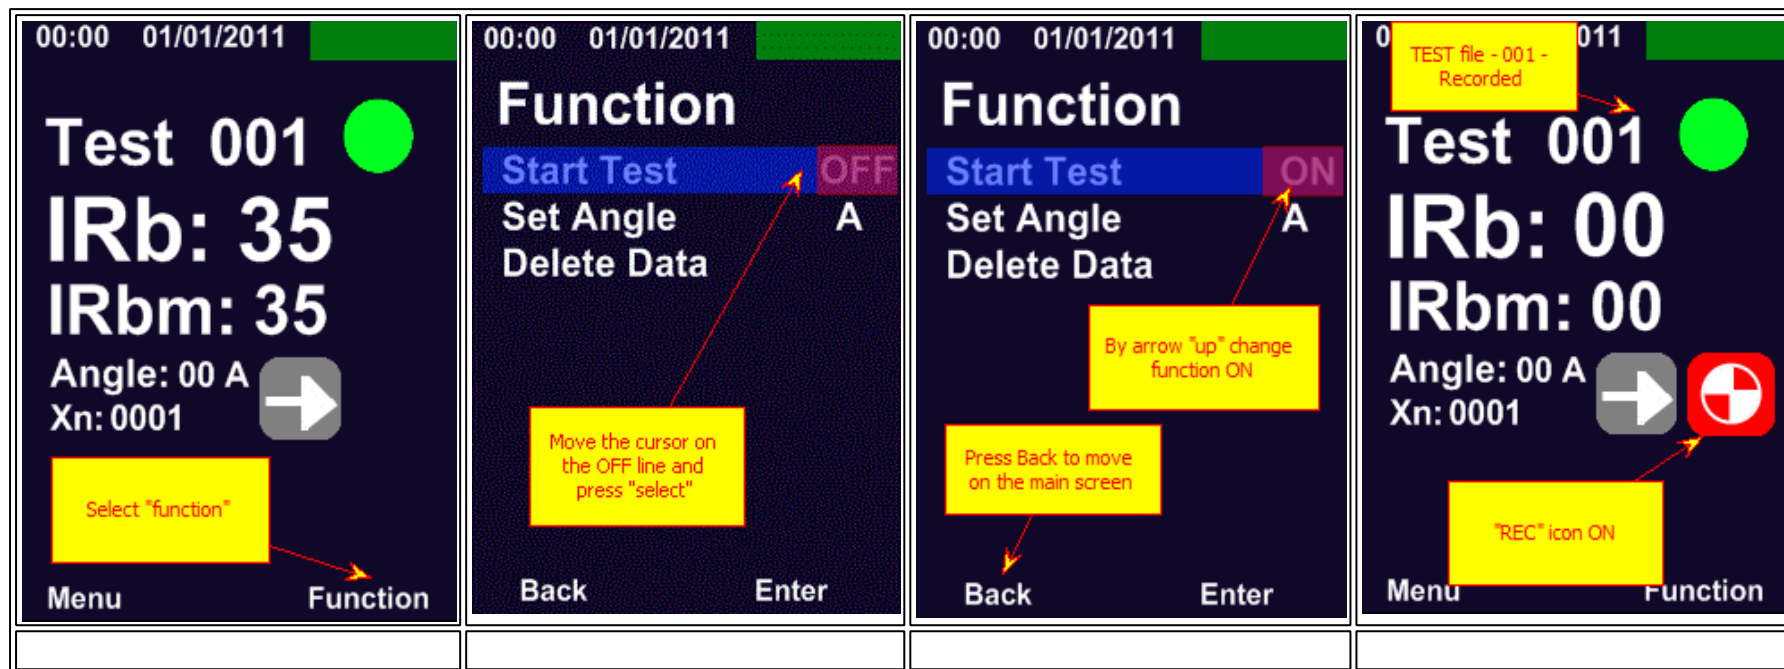 00:00 01/01/2011
Test 001
IRb: 35
IRbm: 35
Angle: 00 A
Xn: 0001
Select "function"
Menu Function
00:00 01/01/2011
Function
Start Test OFF
Set Angle A
Delete Data
Move the cursor on
the OFF line and
press "select"
Back Enter
00:00 01/01/2011
Function
Start Test ON
Set Angle A
Delete Data
By arrow "up" change
function ON
Press Back to move
on the main screen
Back Enter
0 011
TEST file - 001 -
Recorded
Test 001
IRb: 00
IRbm: 00
Angle: 00 A
Xn: 0001
"REC" icon ON
Menu Function